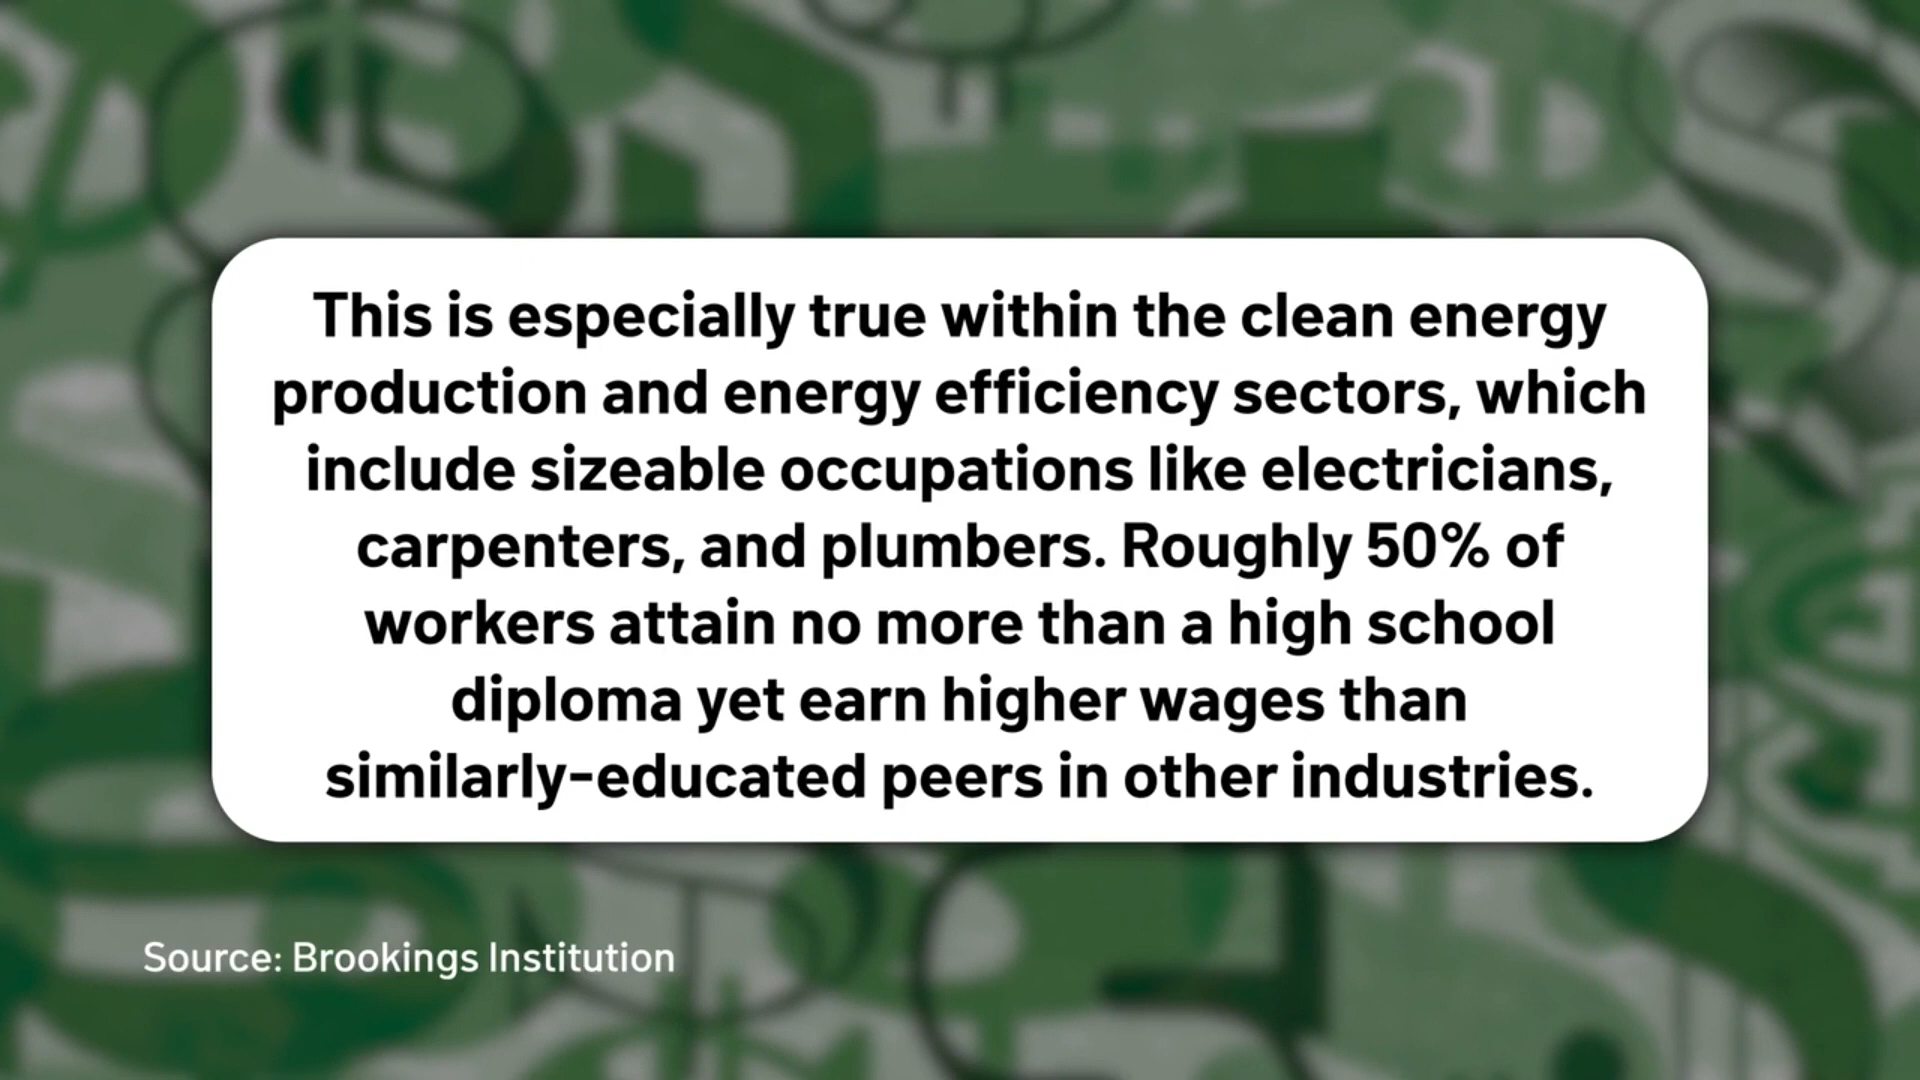 This is especially true within the clean energy
production and energy efficiency sectors, which
include sizeable occupations like electricians,
carpenters, and plumbers. Roughly 50% of
workers attain no more than a high school
diploma yet earn higher wages than
similarly-educated peers in other industries.
Source: Brookings Institution